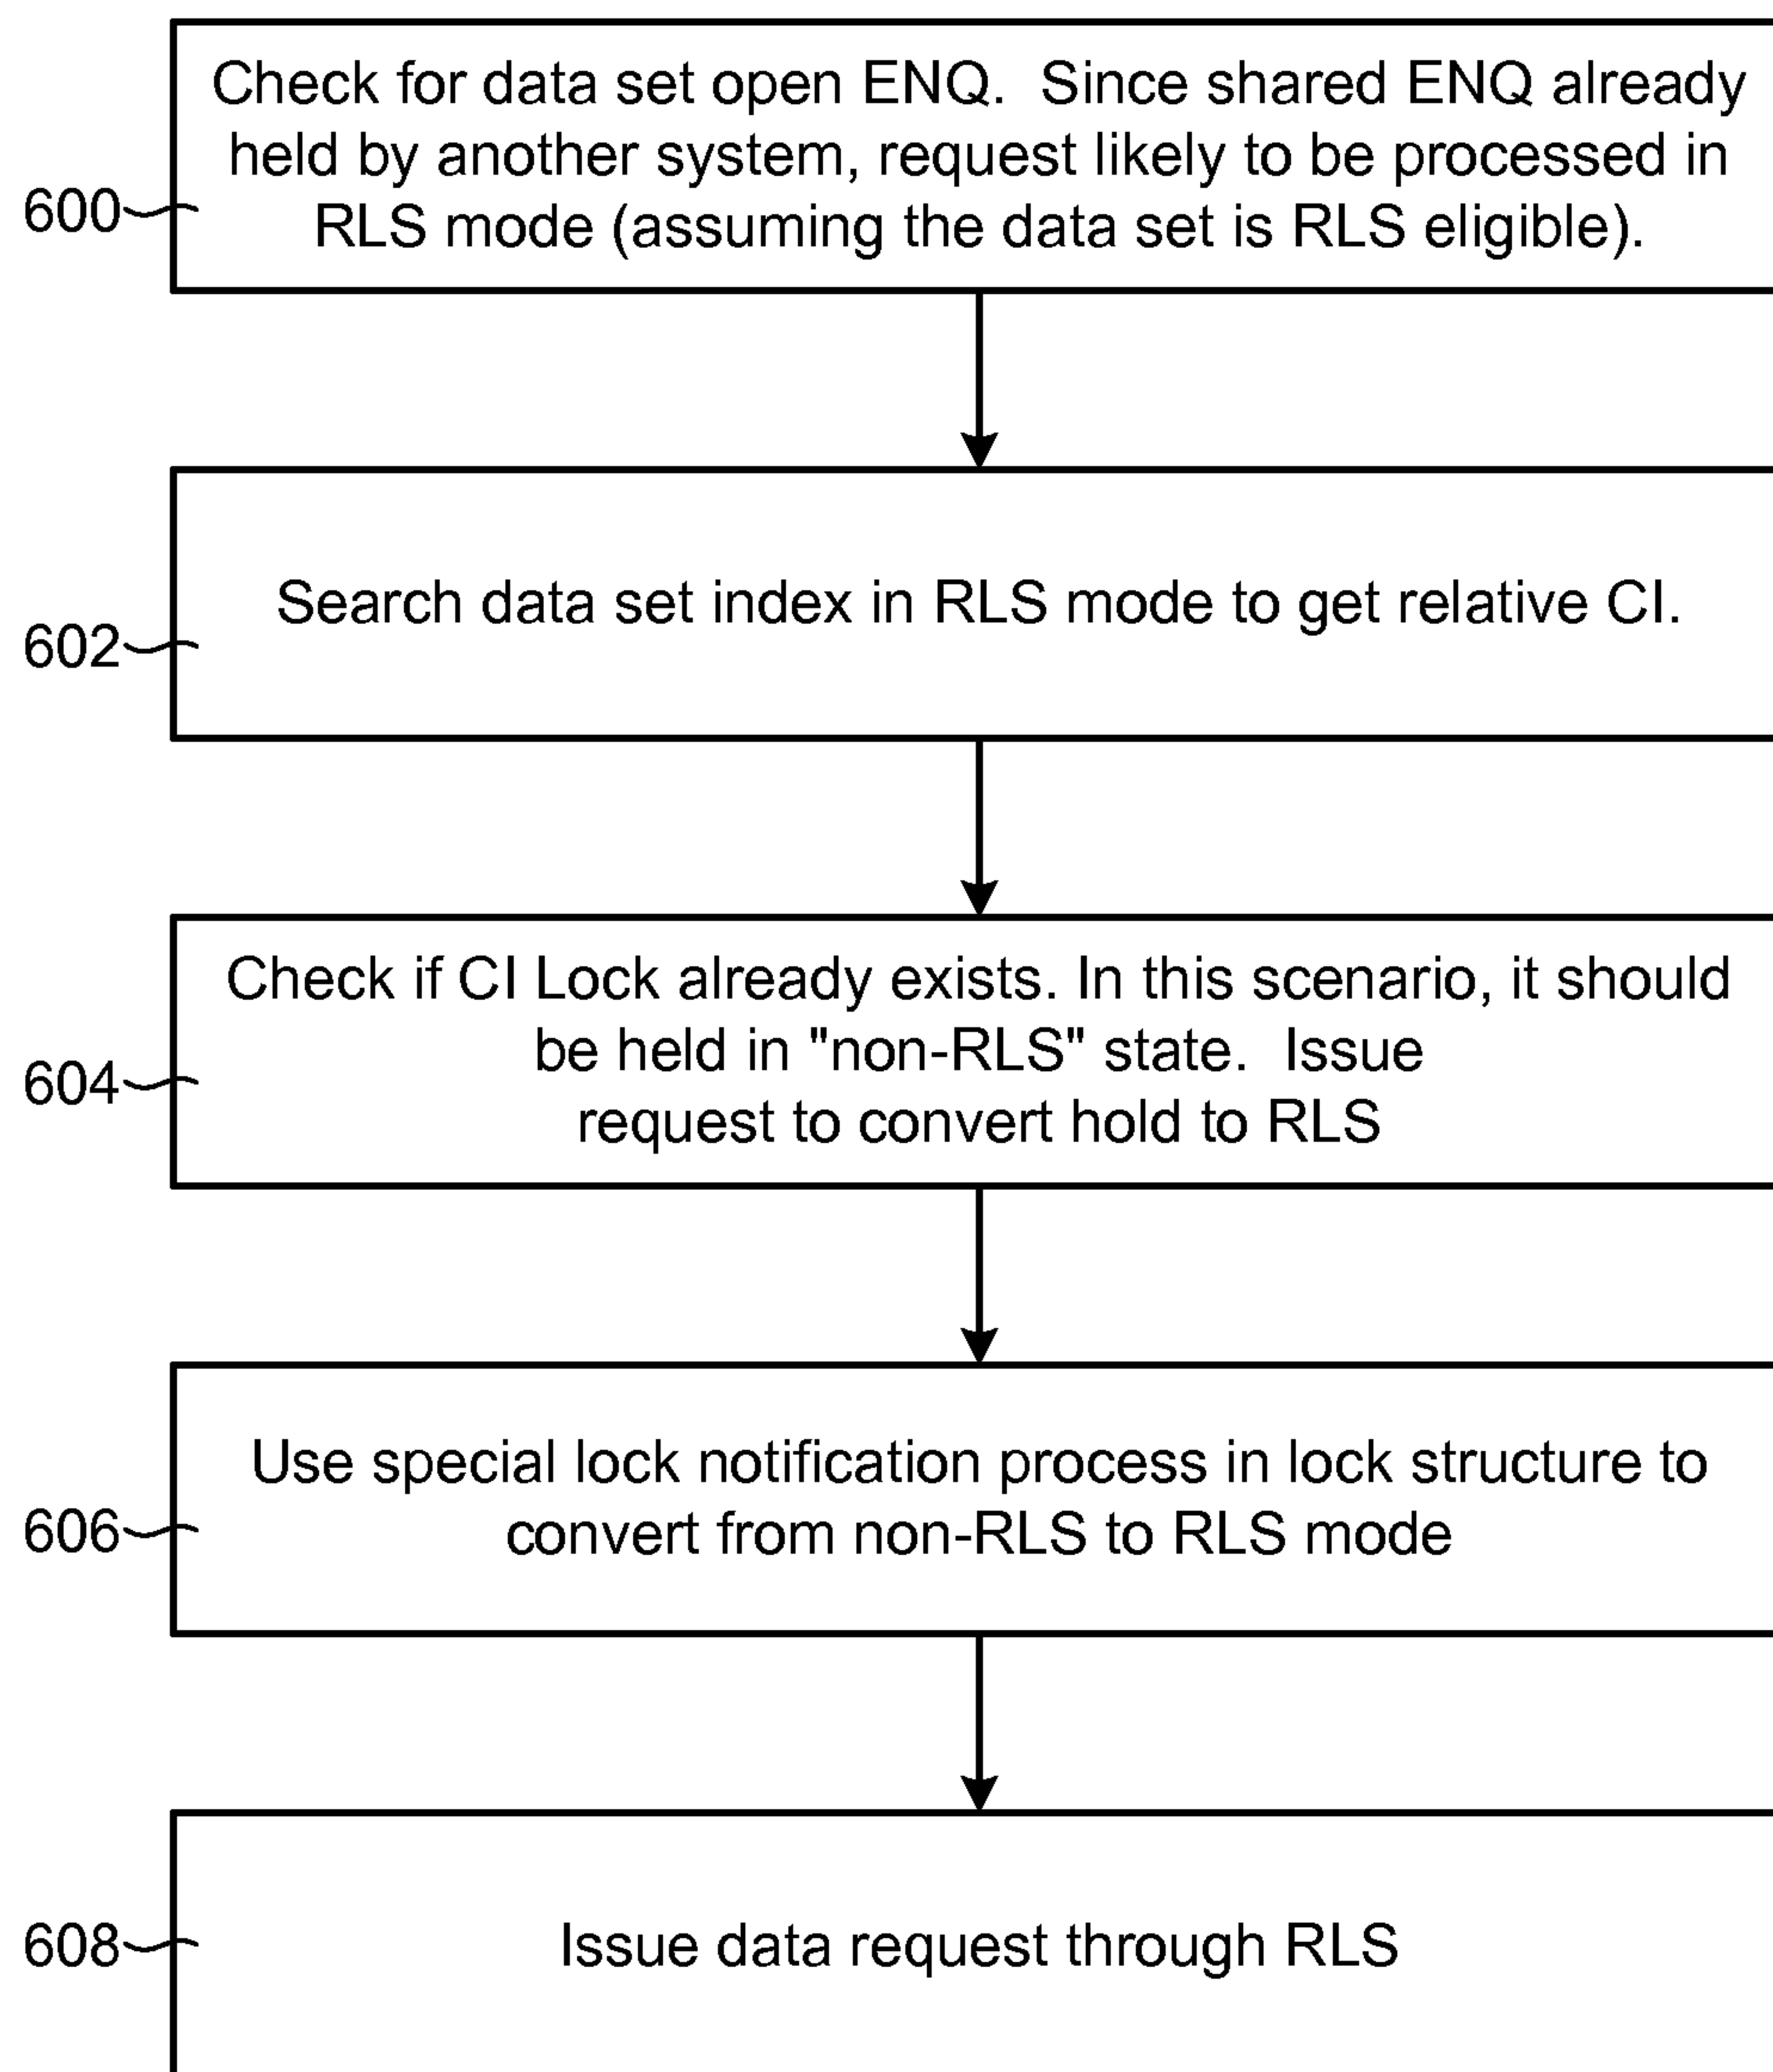 Check for data set open ENQ.  Since shared ENQ already
held by another system, request likely to be processed in
RLS mode (assuming the data set is RLS eligible).
600
Search data set index in RLS mode to get relative CI.
602
Check if CI Lock already exists. In this scenario, it should
be held in "non-RLS" state.  Issue
request to convert hold to RLS
604
Use special lock notification process in lock structure to
convert from non-RLS to RLS mode
606
Issue data request through RLS
608